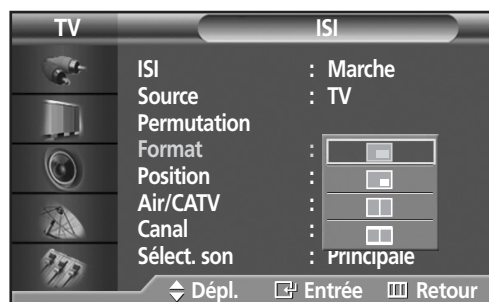 TV ISI
ISI : Marche
Source : TV
Permutation
Format :
Position :
Air/CATV :
Canal :
Sélect. son : Principale
Dépl. Entrée Retour